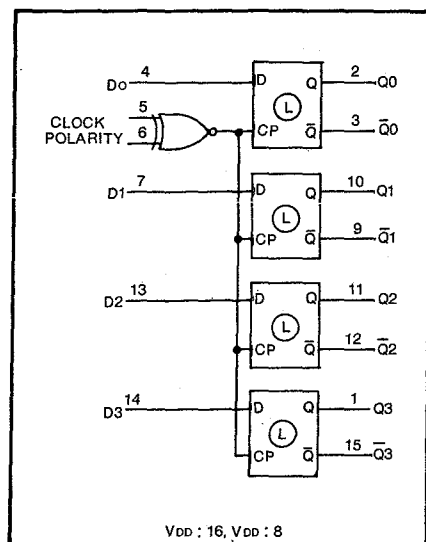 Do 4 D Q 2 Q0
L
CLOCK 5
POLARITY 6 CP Q̅ 3 Q̅0
D1 7 D Q 10 Q1
L
CP Q̅ 9 Q̅1
D2 13 D Q 11 Q2
L
CP Q̅ 12 Q̅2
D3 14 D Q 1 Q3
L
CP Q̅ 15 Q̅3
VDD : 16, VDD : 8